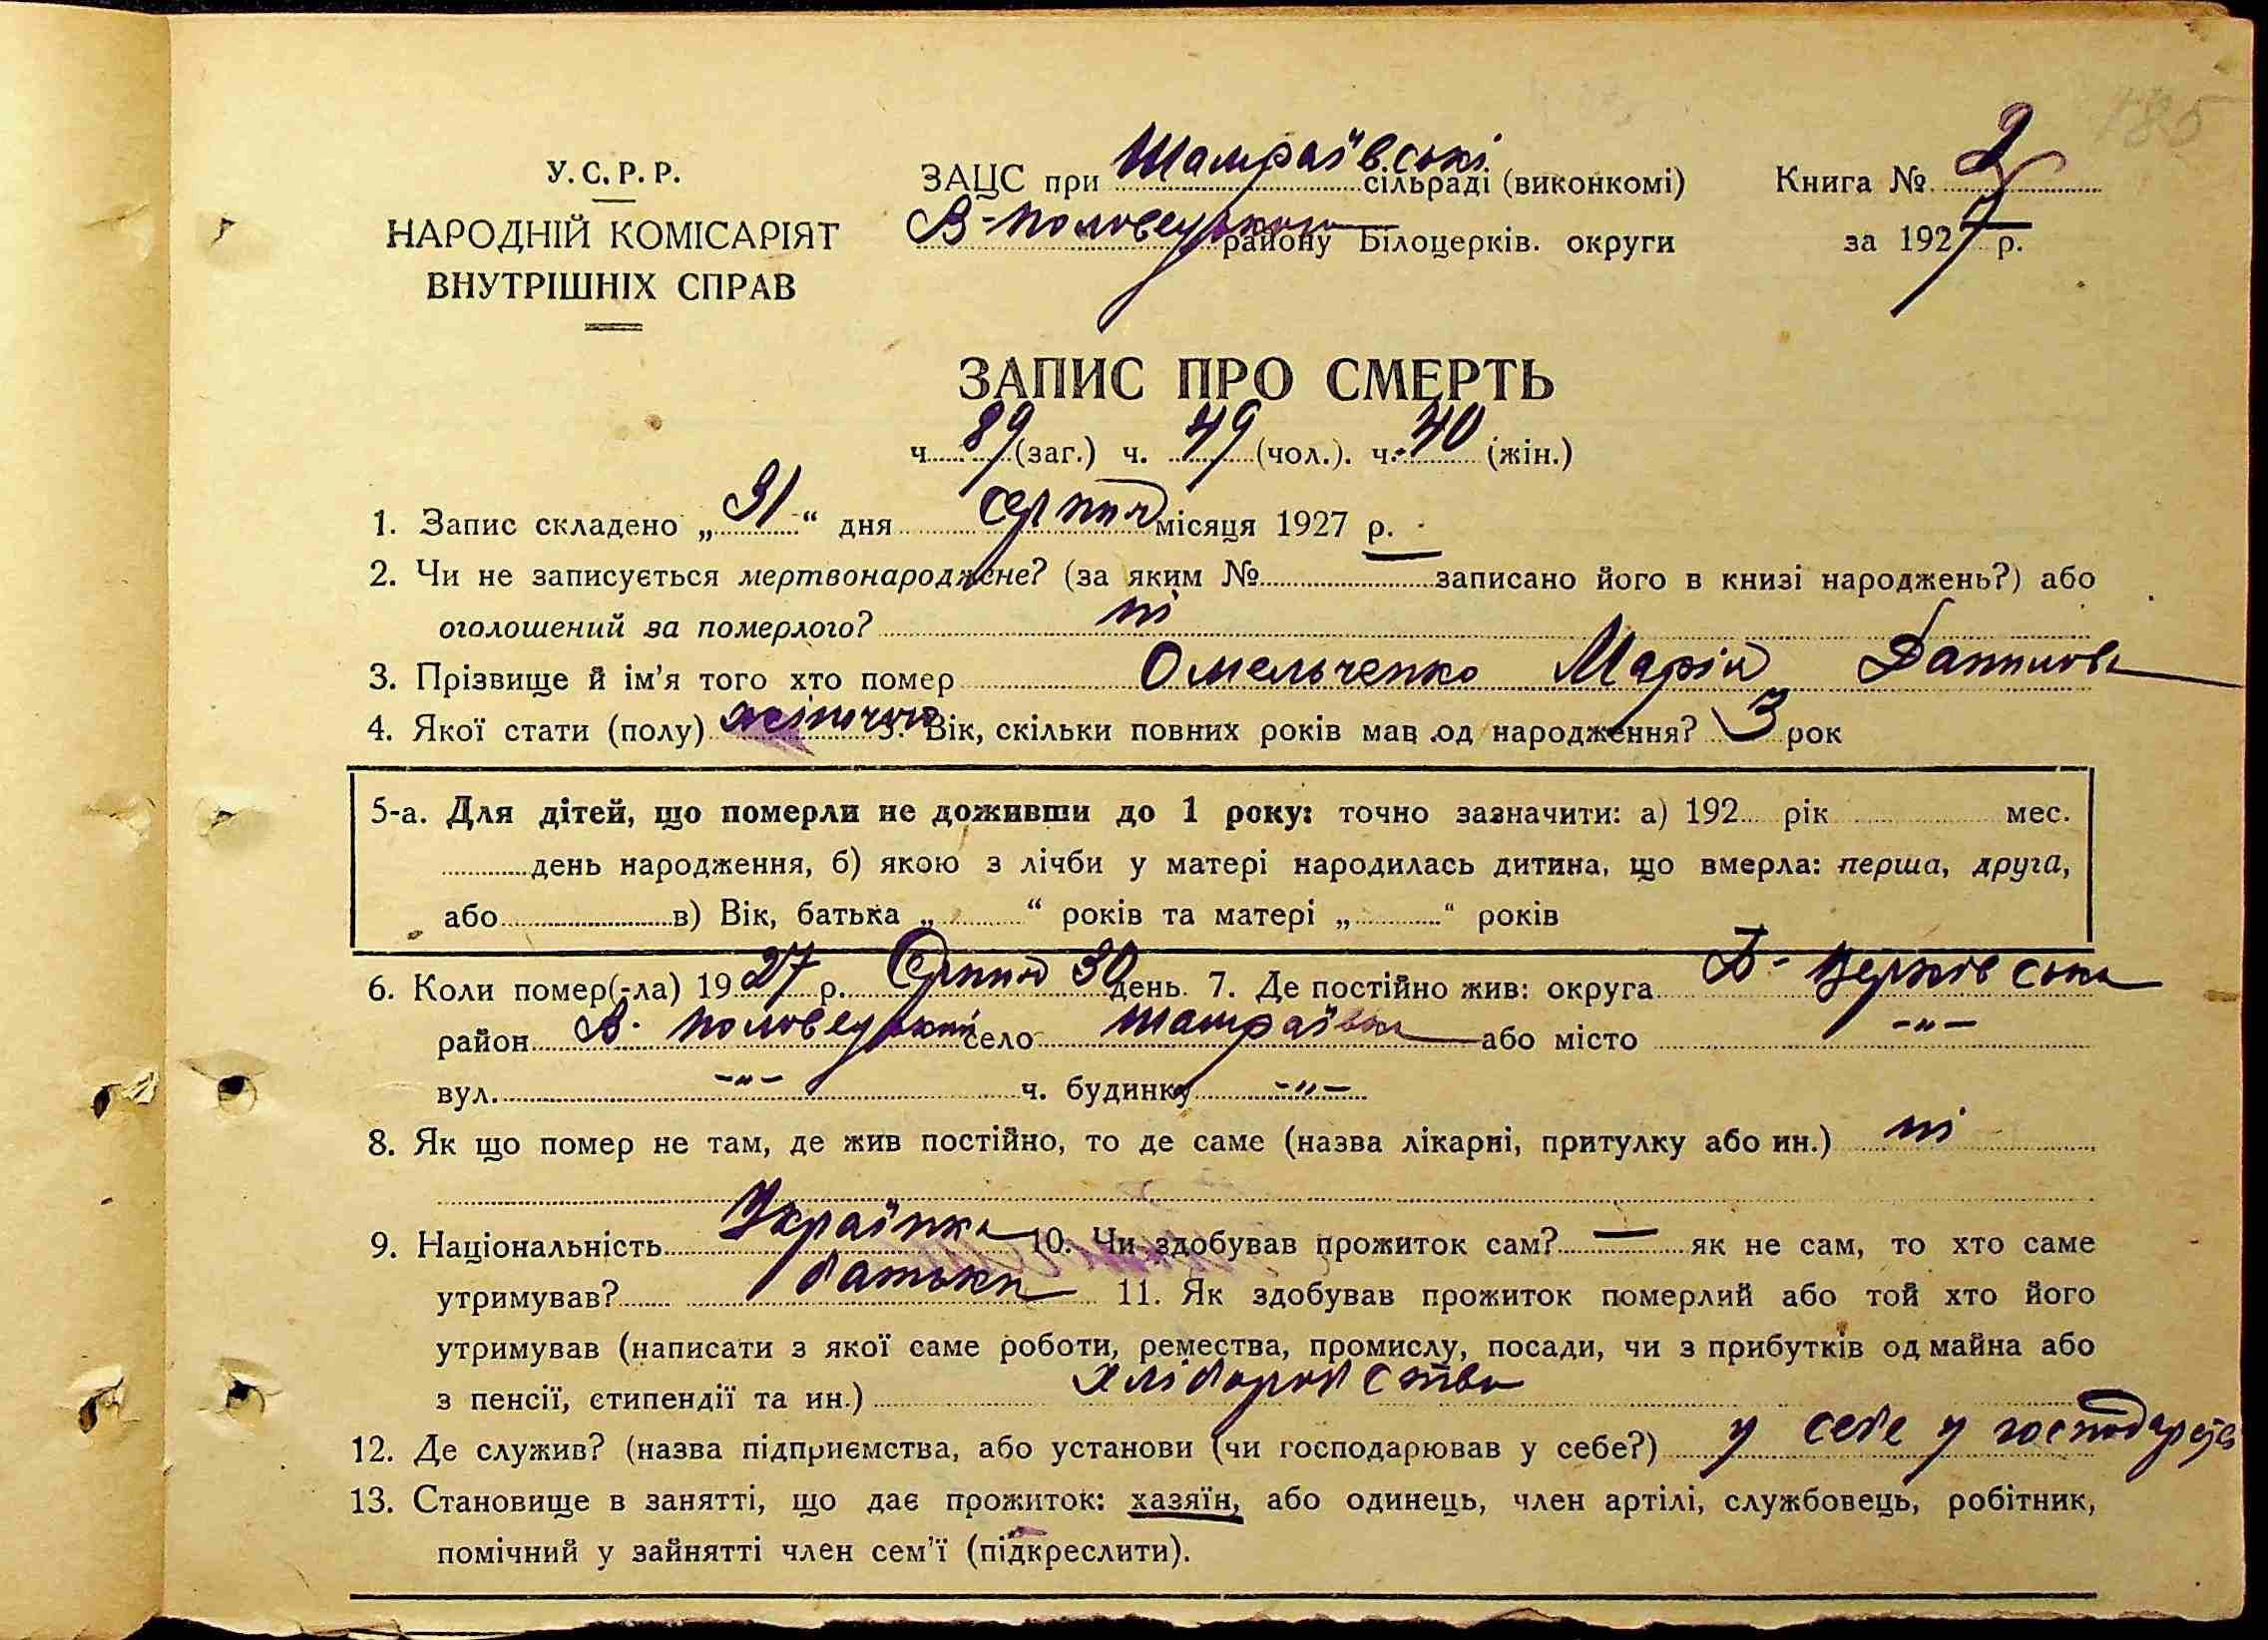 185
У.С.Р.Р.
НАРОДНІЙ КОМІСАРІЯТ
ВНУТРІШНІХ СПРАВ
ЗАЦС при Шамраївські сільраді (виконкомі)
В-Половецького району Білоцерків. округи
Книга № 2
за 1927 р.
ЗАПИС ПРО СМЕРТЬ
ч. 89 (заг.) ч. 49 (чол.). ч. 40 (жін.)
1. Запис складено „31“ дня серпня місяця 1927 р.
2. Чи не записується мертвонароджене? (за яким № записано його в книзі народжень?) або
оголошений за померлого? ні
3. Прізвище й ім'я того хто помер Омельченко Марія Данилова
4. Якої стати (полу) жіночої 5. Вік, скільки повних років мав од народження? 3 рок
5-а. Для дітей, що померли не доживши до 1 року: точно зазначити: а) 192 рік мес.
день народження, б) якою з лічби у матері народилась дитина, що вмерла: перша, друга,
або в) Вік, батька „ “ років та матері „ “ років
6. Коли помер(-ла) 1927 р. Серпня 30 день. 7. Де постійно жив: округа Б-Церківська
район В. Половецький село Шамраївка або місто -„-
вул. -„- ч. будинку -„-
8. Як що помер не там, де жив постійно, то де саме (назва лікарні, притулку або ин.) ні
9. Національність Українка 10. Чи здобував прожиток сам? — як не сам, то хто саме
утримував? батьки 11. Як здобував прожиток померлий або той хто його
утримував (написати з якої саме роботи, ремества, промислу, посади, чи з прибутків од майна або
з пенсії, стипендії та ин.) хліборобство
12. Де служив? (назва підприємства, або установи (чи господарював у себе?) у себе у господарстві
13. Становище в занятті, що дає прожиток: хазяїн, або одинець, член артілі, службовець, робітник,
помічний у зайнятті член сем'ї (підкреслити).